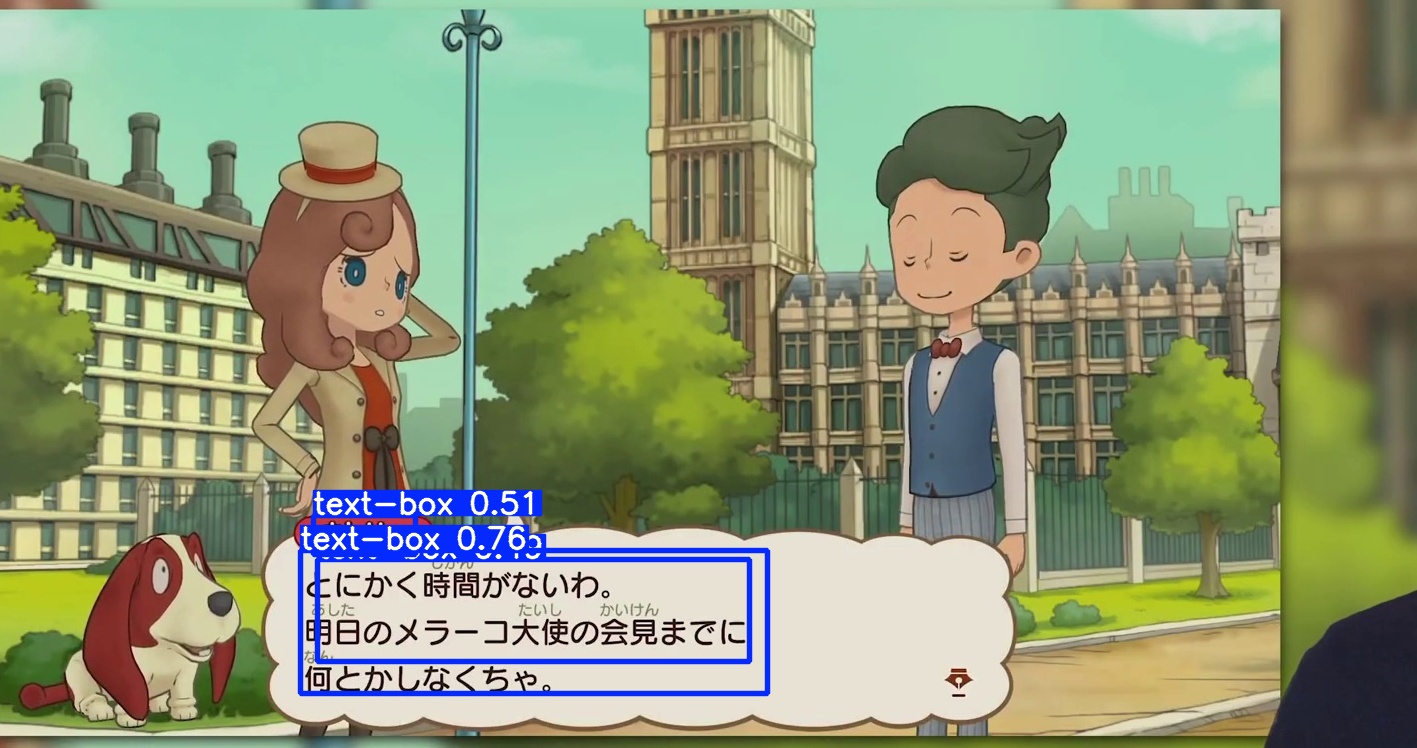 text-box 0.51
text-box 0.76
とにかく時間がないわ。
明日のメラーコ大使の会見までに
何とかしなくちゃ。